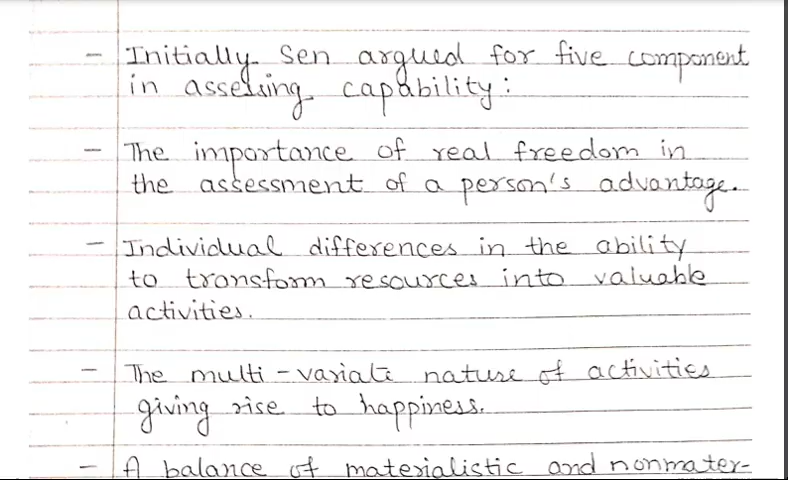 - Initially Sen argued for five component
in assessing capability :
- The importance of real freedom in
the assessment of a person's advantage.
- Individual differences in the ability
to transform resources into valuable
activities.
- The multi-variate nature of activities
giving rise to happiness.
- A balance of materialistic and nonmater-